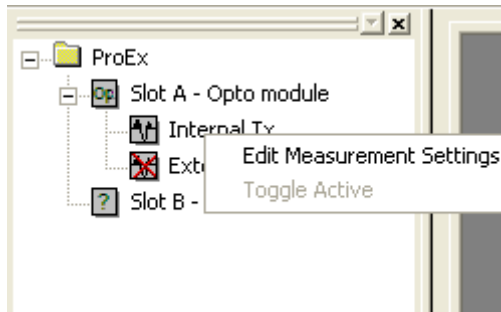 ProEx
Op
Slot A - Opto module
Internal Tx
Edit Measurement Settings
Toggle Active
?
Slot B -